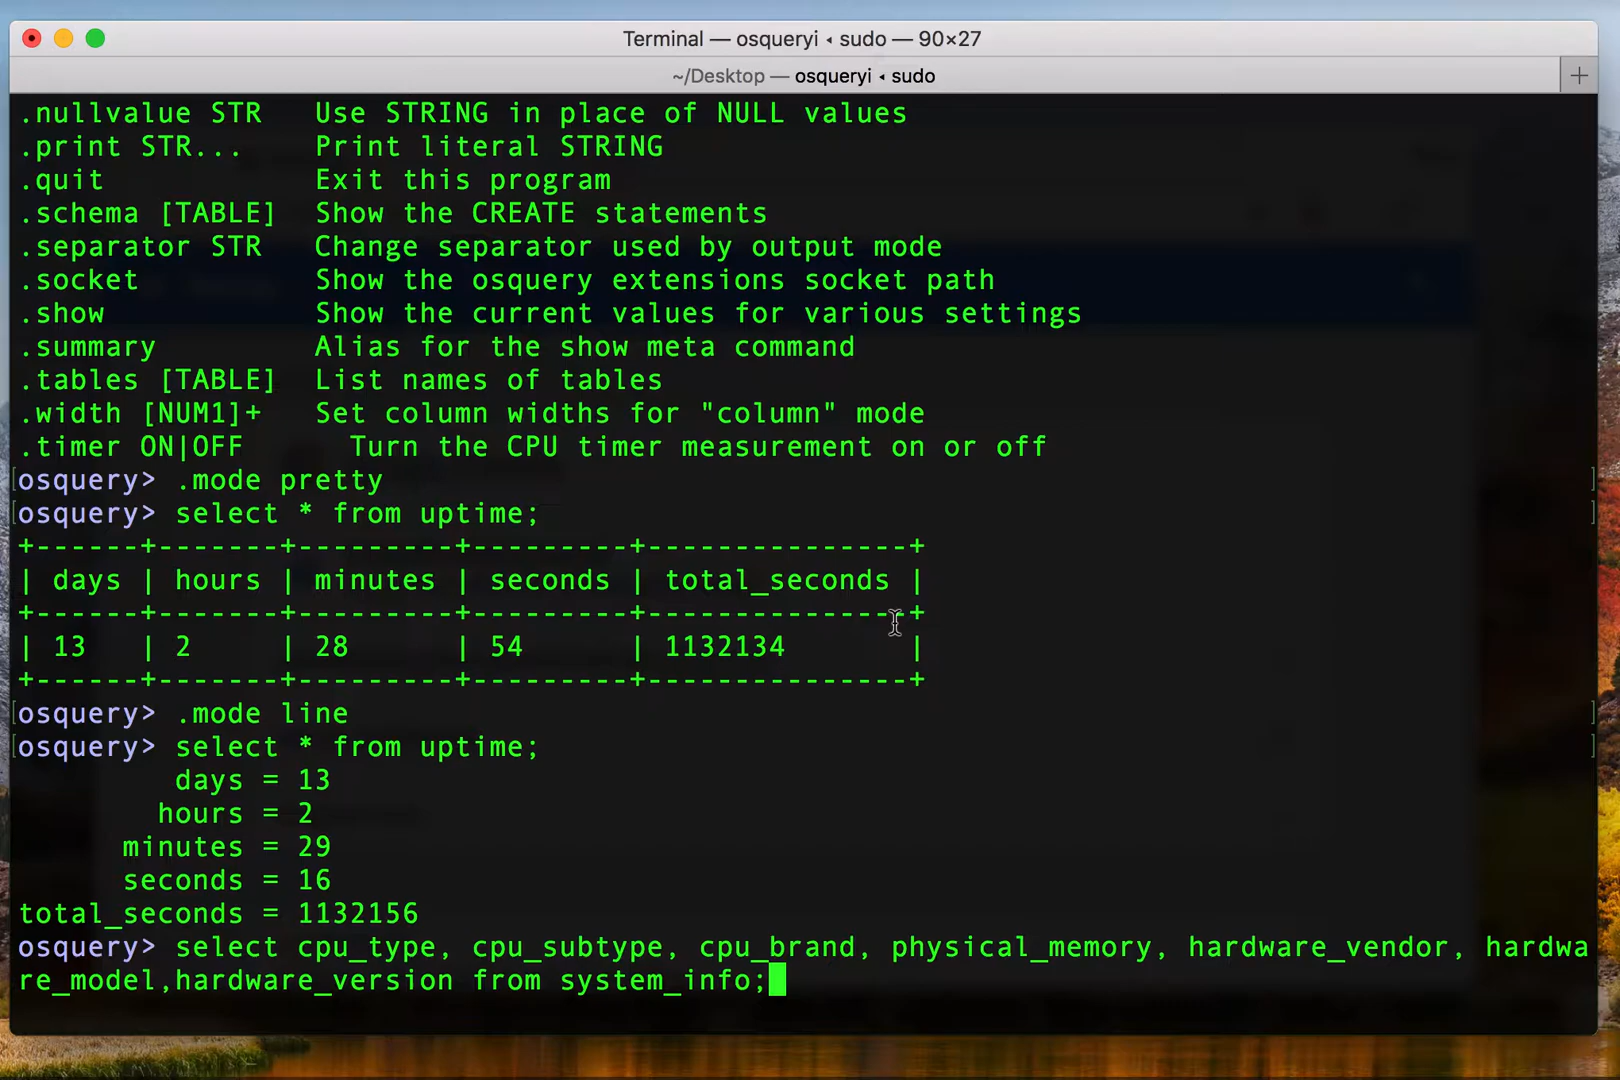 Terminal — osqueryi ◂ sudo — 90×27
~/Desktop — osqueryi ◂ sudo
.nullvalue STR   Use STRING in place of NULL values
.print STR...    Print literal STRING
.quit            Exit this program
.schema [TABLE]  Show the CREATE statements
.separator STR   Change separator used by output mode
.socket          Show the osquery extensions socket path
.show            Show the current values for various settings
.summary         Alias for the show meta command
.tables [TABLE]  List names of tables
.width [NUM1]+   Set column widths for "column" mode
.timer ON|OFF      Turn the CPU timer measurement on or off
[osquery> .mode pretty ]
[osquery> select * from uptime; ]
+------+-------+---------+---------+---------------+
| days | hours | minutes | seconds | total_seconds |
+------+-------+---------+---------+---------------+
| 13   | 2     | 28      | 54      | 1132134       |
+------+-------+---------+---------+---------------+
[osquery> .mode line ]
[osquery> select * from uptime; ]
         days = 13
        hours = 2
      minutes = 29
      seconds = 16
total_seconds = 1132156
osquery> select cpu_type, cpu_subtype, cpu_brand, physical_memory, hardware_vendor, hardwa
re_model,hardware_version from system_info;